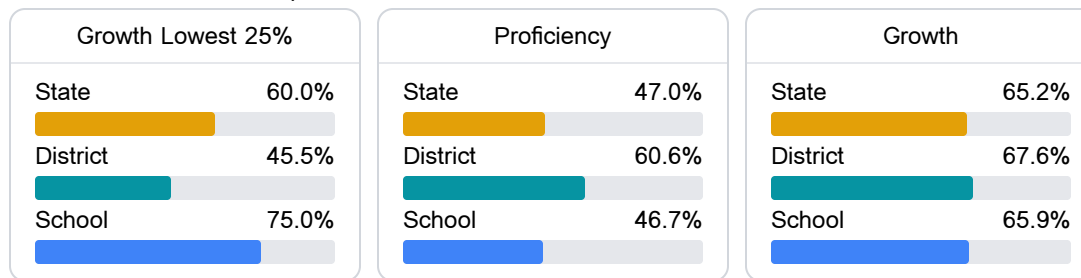 Growth Lowest 25%
State 60.0%
District 45.5%
School 75.0%
Proficiency
State 47.0%
District 60.6%
School 46.7%
Growth
State 65.2%
District 67.6%
School 65.9%